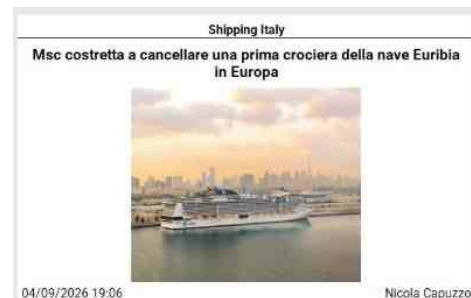 Shipping Italy
Msc costretta a cancellare una prima crociera della nave Euribia
in Europa
04/09/2026 19:06
Nicola Capuzzo